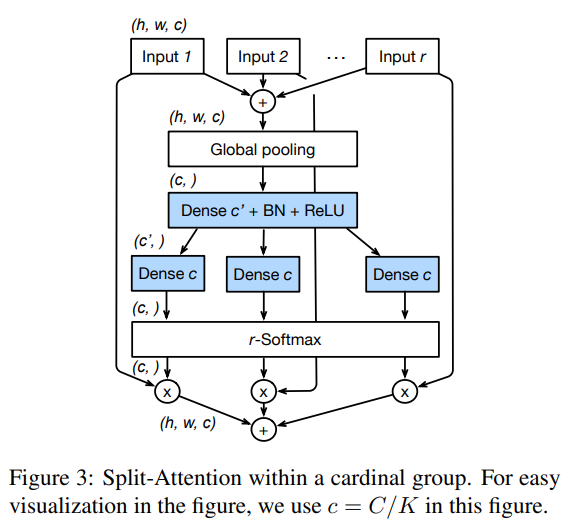 (h, w, c)
Input 1
Input 2
...
Input r
+
(h, w, c)
Global pooling
(c, )
Dense c' + BN + ReLU
(c', )
Dense c
Dense c
Dense c
(c, )
r-Softmax
(c, )
x
x
x
(h, w, c)
+
Figure 3: Split-Attention within a cardinal group. For easy
visualization in the figure, we use c = C/K in this figure.